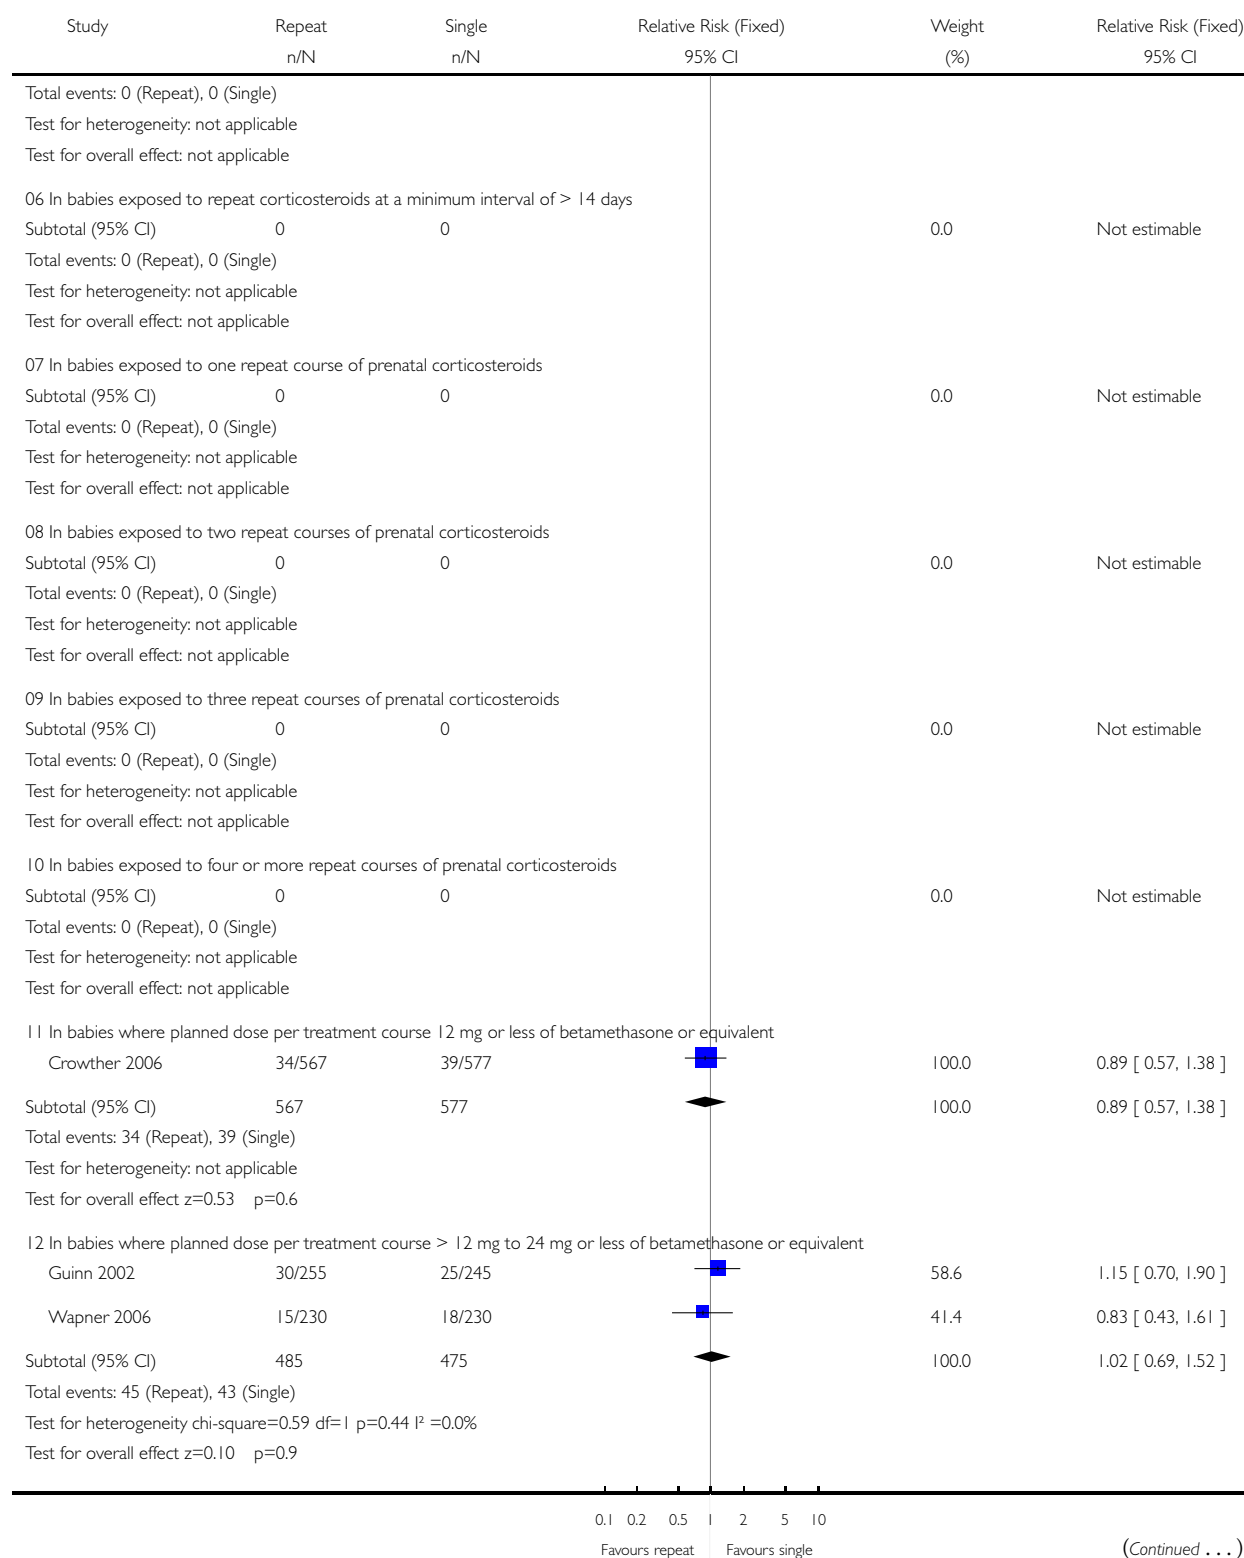 Study Repeat Single Relative Risk (Fixed) Weight Relative Risk (Fixed)
n/N n/N 95% CI (%) 95% CI
Total events: 0 (Repeat), 0 (Single)
Test for heterogeneity: not applicable
Test for overall effect: not applicable
06 In babies exposed to repeat corticosteroids at a minimum interval of > 14 days
Subtotal (95% CI) 0 0 0.0 Not estimable
Total events: 0 (Repeat), 0 (Single)
Test for heterogeneity: not applicable
Test for overall effect: not applicable
07 In babies exposed to one repeat course of prenatal corticosteroids
Subtotal (95% CI) 0 0 0.0 Not estimable
Total events: 0 (Repeat), 0 (Single)
Test for heterogeneity: not applicable
Test for overall effect: not applicable
08 In babies exposed to two repeat courses of prenatal corticosteroids
Subtotal (95% CI) 0 0 0.0 Not estimable
Total events: 0 (Repeat), 0 (Single)
Test for heterogeneity: not applicable
Test for overall effect: not applicable
09 In babies exposed to three repeat courses of prenatal corticosteroids
Subtotal (95% CI) 0 0 0.0 Not estimable
Total events: 0 (Repeat), 0 (Single)
Test for heterogeneity: not applicable
Test for overall effect: not applicable
10 In babies exposed to four or more repeat courses of prenatal corticosteroids
Subtotal (95% CI) 0 0 0.0 Not estimable
Total events: 0 (Repeat), 0 (Single)
Test for heterogeneity: not applicable
Test for overall effect: not applicable
11 In babies where planned dose per treatment course 12 mg or less of betamethasone or equivalent
Crowther 2006 34/567 39/577 100.0 0.89 [ 0.57, 1.38 ]
Subtotal (95% CI) 567 577 100.0 0.89 [ 0.57, 1.38 ]
Total events: 34 (Repeat), 39 (Single)
Test for heterogeneity: not applicable
Test for overall effect z=0.53 p=0.6
12 In babies where planned dose per treatment course > 12 mg to 24 mg or less of betamethasone or equivalent
Guinn 2002 30/255 25/245 58.6 1.15 [ 0.70, 1.90 ]
Wapner 2006 15/230 18/230 41.4 0.83 [ 0.43, 1.61 ]
Subtotal (95% CI) 485 475 100.0 1.02 [ 0.69, 1.52 ]
Total events: 45 (Repeat), 43 (Single)
Test for heterogeneity chi-square=0.59 df=1 p=0.44 I² =0.0%
Test for overall effect z=0.10 p=0.9
0.1 0.2 0.5 1 2 5 10
Favours repeat Favours single
(Continued . . . )